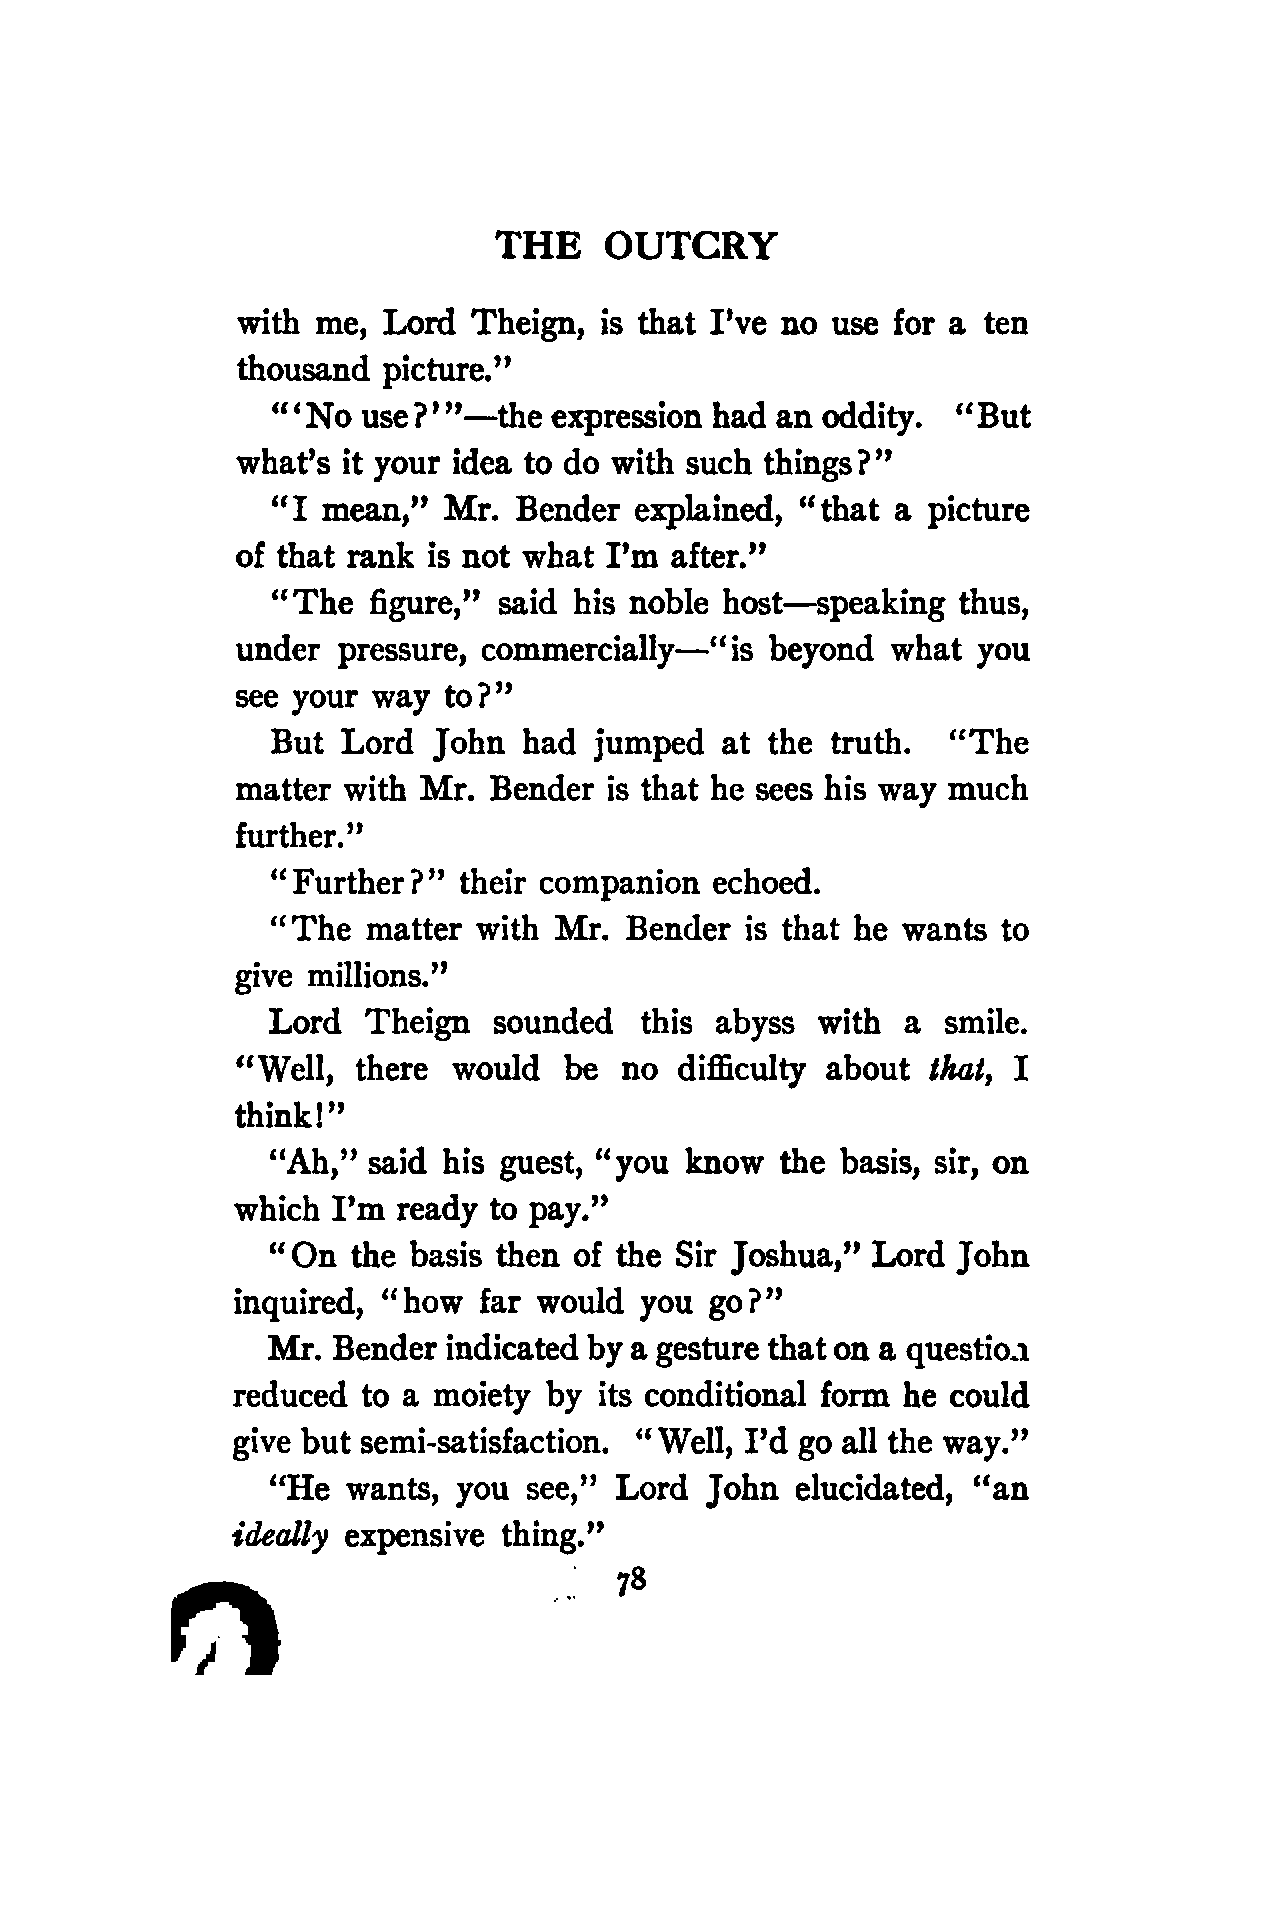 THE OUTCRY
with me, Lord Theign, is that I've no use for a ten
thousand picture."
"'No use?'"—the expression had an oddity. "But
what's it your idea to do with such things?"
"I mean," Mr. Bender explained, "that a picture
of that rank is not what I'm after."
"The figure," said his noble host—speaking thus,
under pressure, commercially—"is beyond what you
see your way to?"
But Lord John had jumped at the truth. "The
matter with Mr. Bender is that he sees his way much
further."
"Further?" their companion echoed.
"The matter with Mr. Bender is that he wants to
give millions."
Lord Theign sounded this abyss with a smile.
"Well, there would be no difficulty about that, I
think!"
"Ah," said his guest, "you know the basis, sir, on
which I'm ready to pay."
"On the basis then of the Sir Joshua," Lord John
inquired, "how far would you go?"
Mr. Bender indicated by a gesture that on a question
reduced to a moiety by its conditional form he could
give but semi-satisfaction. "Well, I'd go all the way."
"He wants, you see," Lord John elucidated, "an
ideally expensive thing."
78